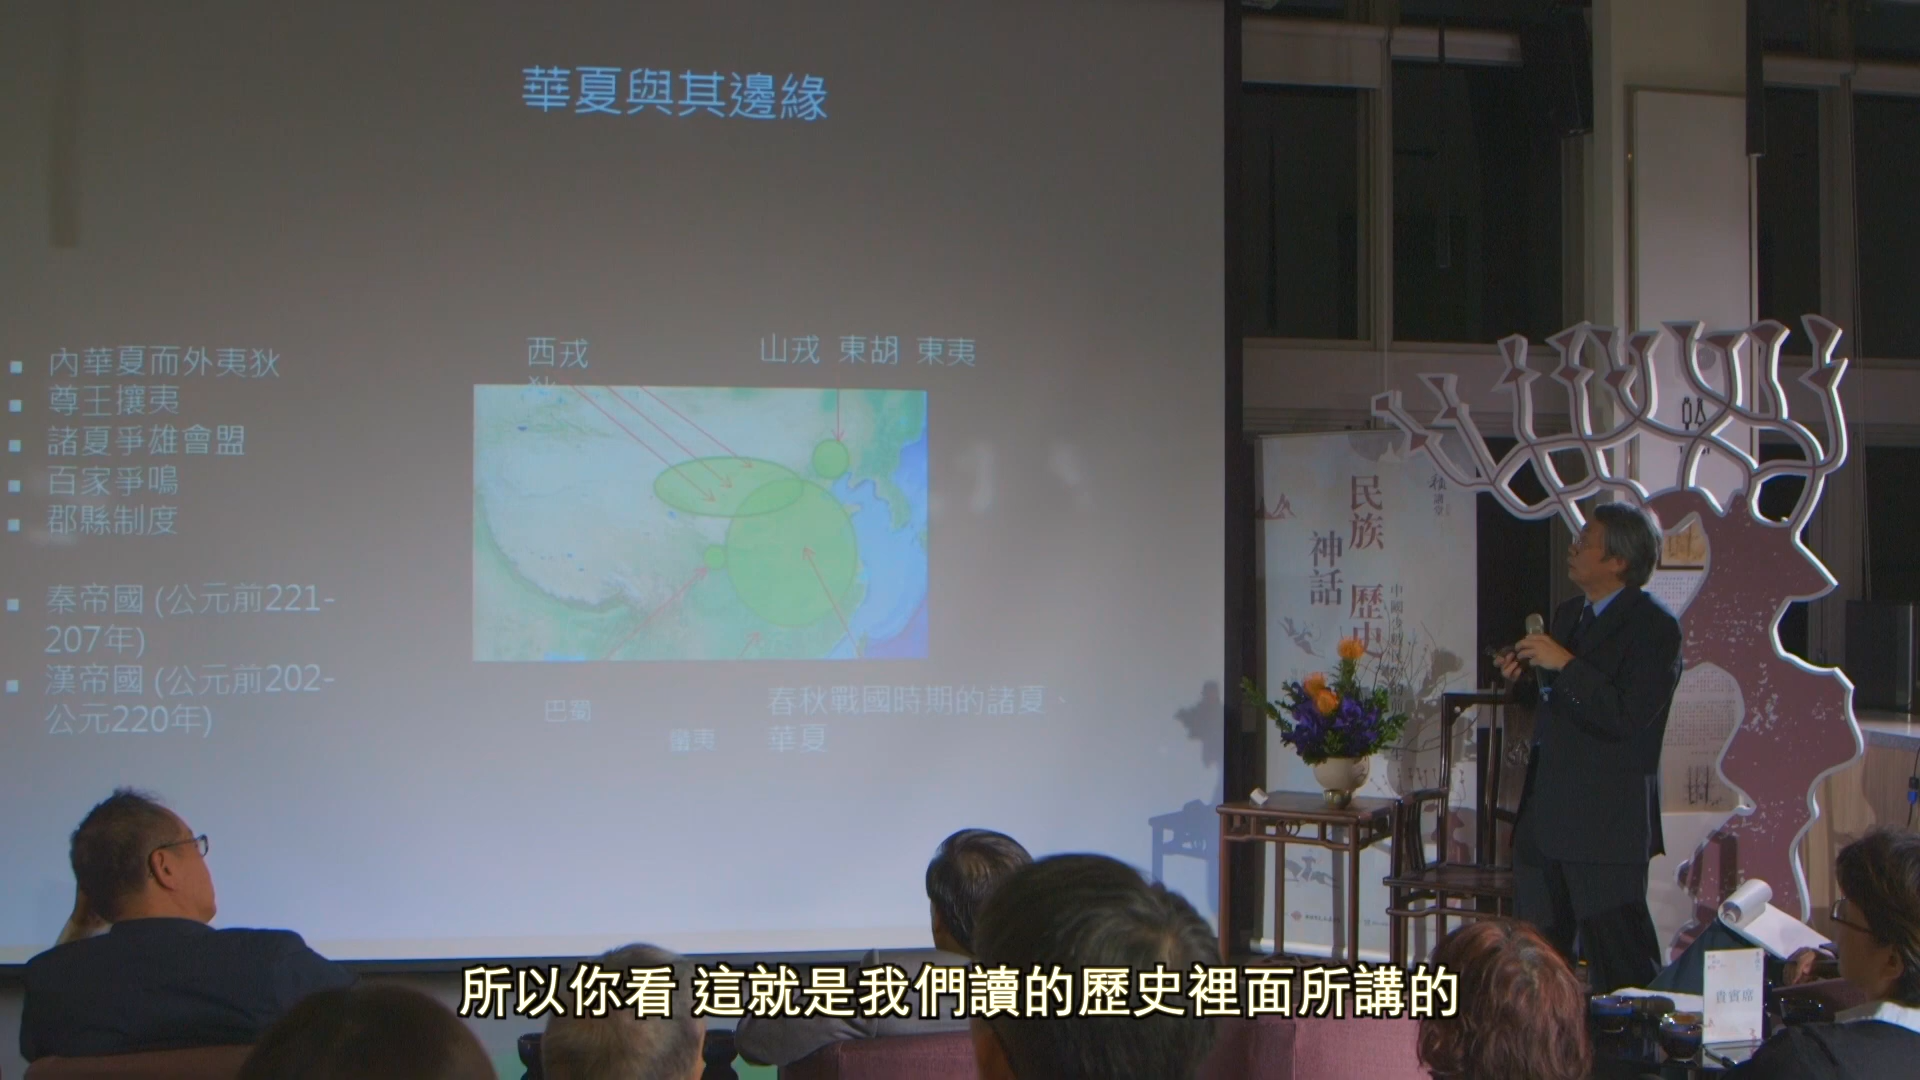 華夏與其邊緣
內華夏而外夷狄
尊王攘夷
諸夏爭雄會盟
百家爭鳴
郡縣制度
秦帝國 (公元前221-
207年)
漢帝國 (公元前202-
公元220年)
西戎
狄
山戎 東胡 東夷
巴蜀
蠻夷
春秋戰國時期的諸夏、
華夏
民族 歷史
神話
貴賓席
所以你看 這就是我們讀的歷史裡面所講的